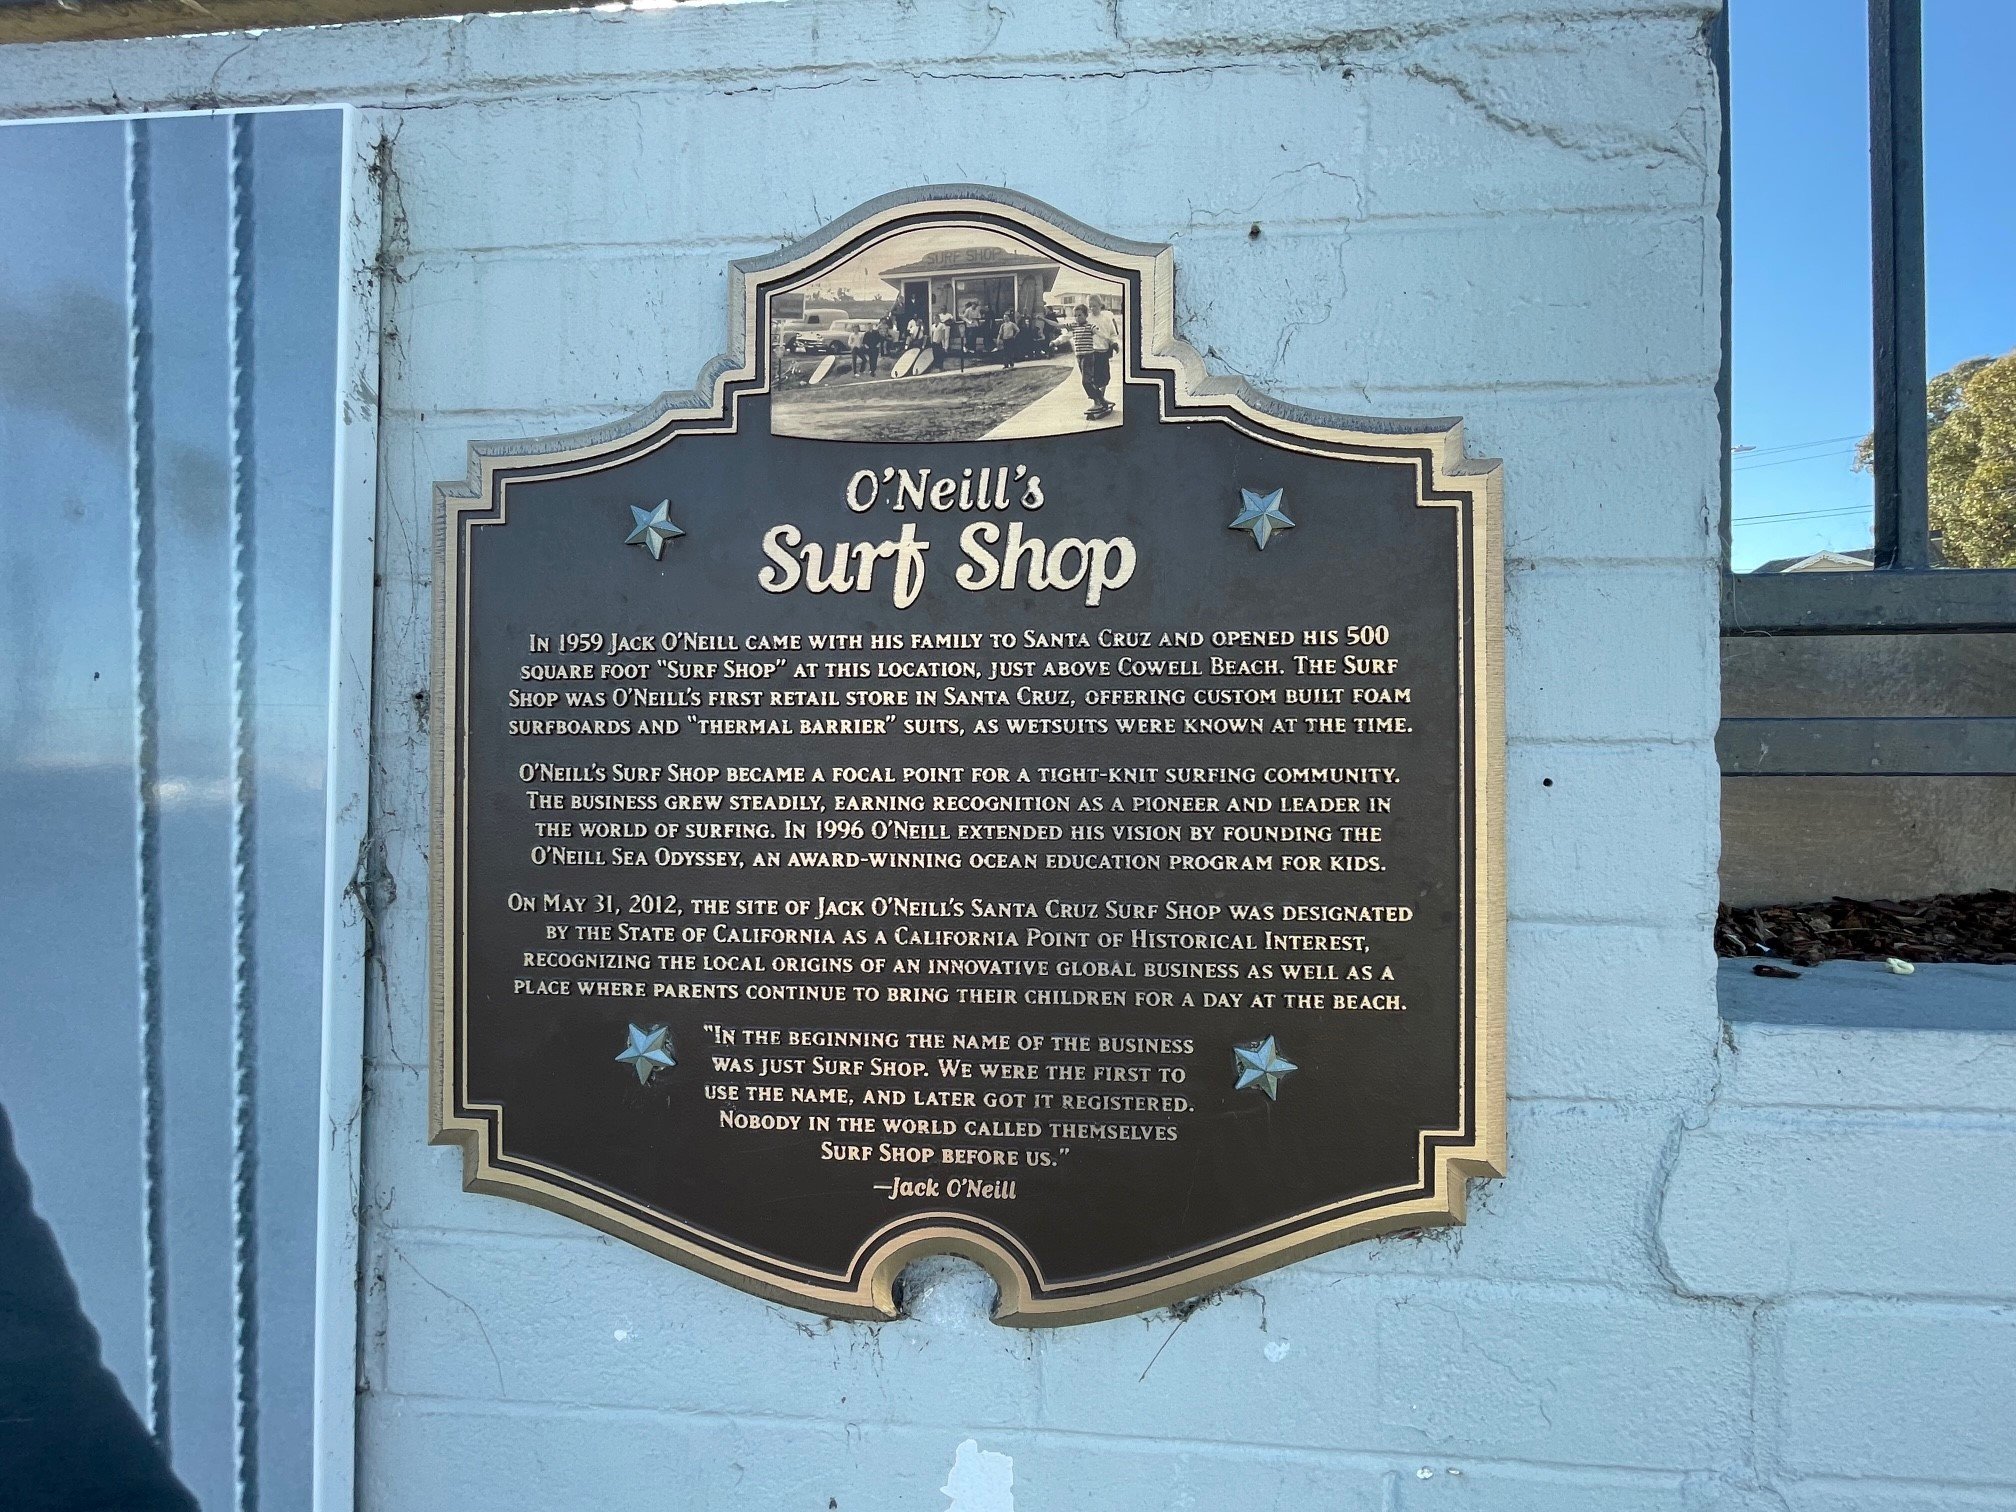 SURF SHOP
O'Neill's
Surf Shop
In 1959 Jack O'Neill came with his family to Santa Cruz and opened his 500
square foot "Surf Shop" at this location, just above Cowell Beach. The Surf
Shop was O'Neill's first retail store in Santa Cruz, offering custom built foam
surfboards and "thermal barrier" suits, as wetsuits were known at the time.
O'Neill's Surf Shop became a focal point for a tight-knit surfing community.
The business grew steadily, earning recognition as a pioneer and leader in
the world of surfing. In 1996 O'Neill extended his vision by founding the
O'Neill Sea Odyssey, an award-winning ocean education program for kids.
On May 31, 2012, the site of Jack O'Neill's Santa Cruz Surf Shop was designated
by the State of California as a California Point of Historical Interest,
recognizing the local origins of an innovative global business as well as a
place where parents continue to bring their children for a day at the beach.
"In the beginning the name of the business
was just Surf Shop. We were the first to
use the name, and later got it registered.
Nobody in the world called themselves
Surf Shop before us."
—Jack O'Neill